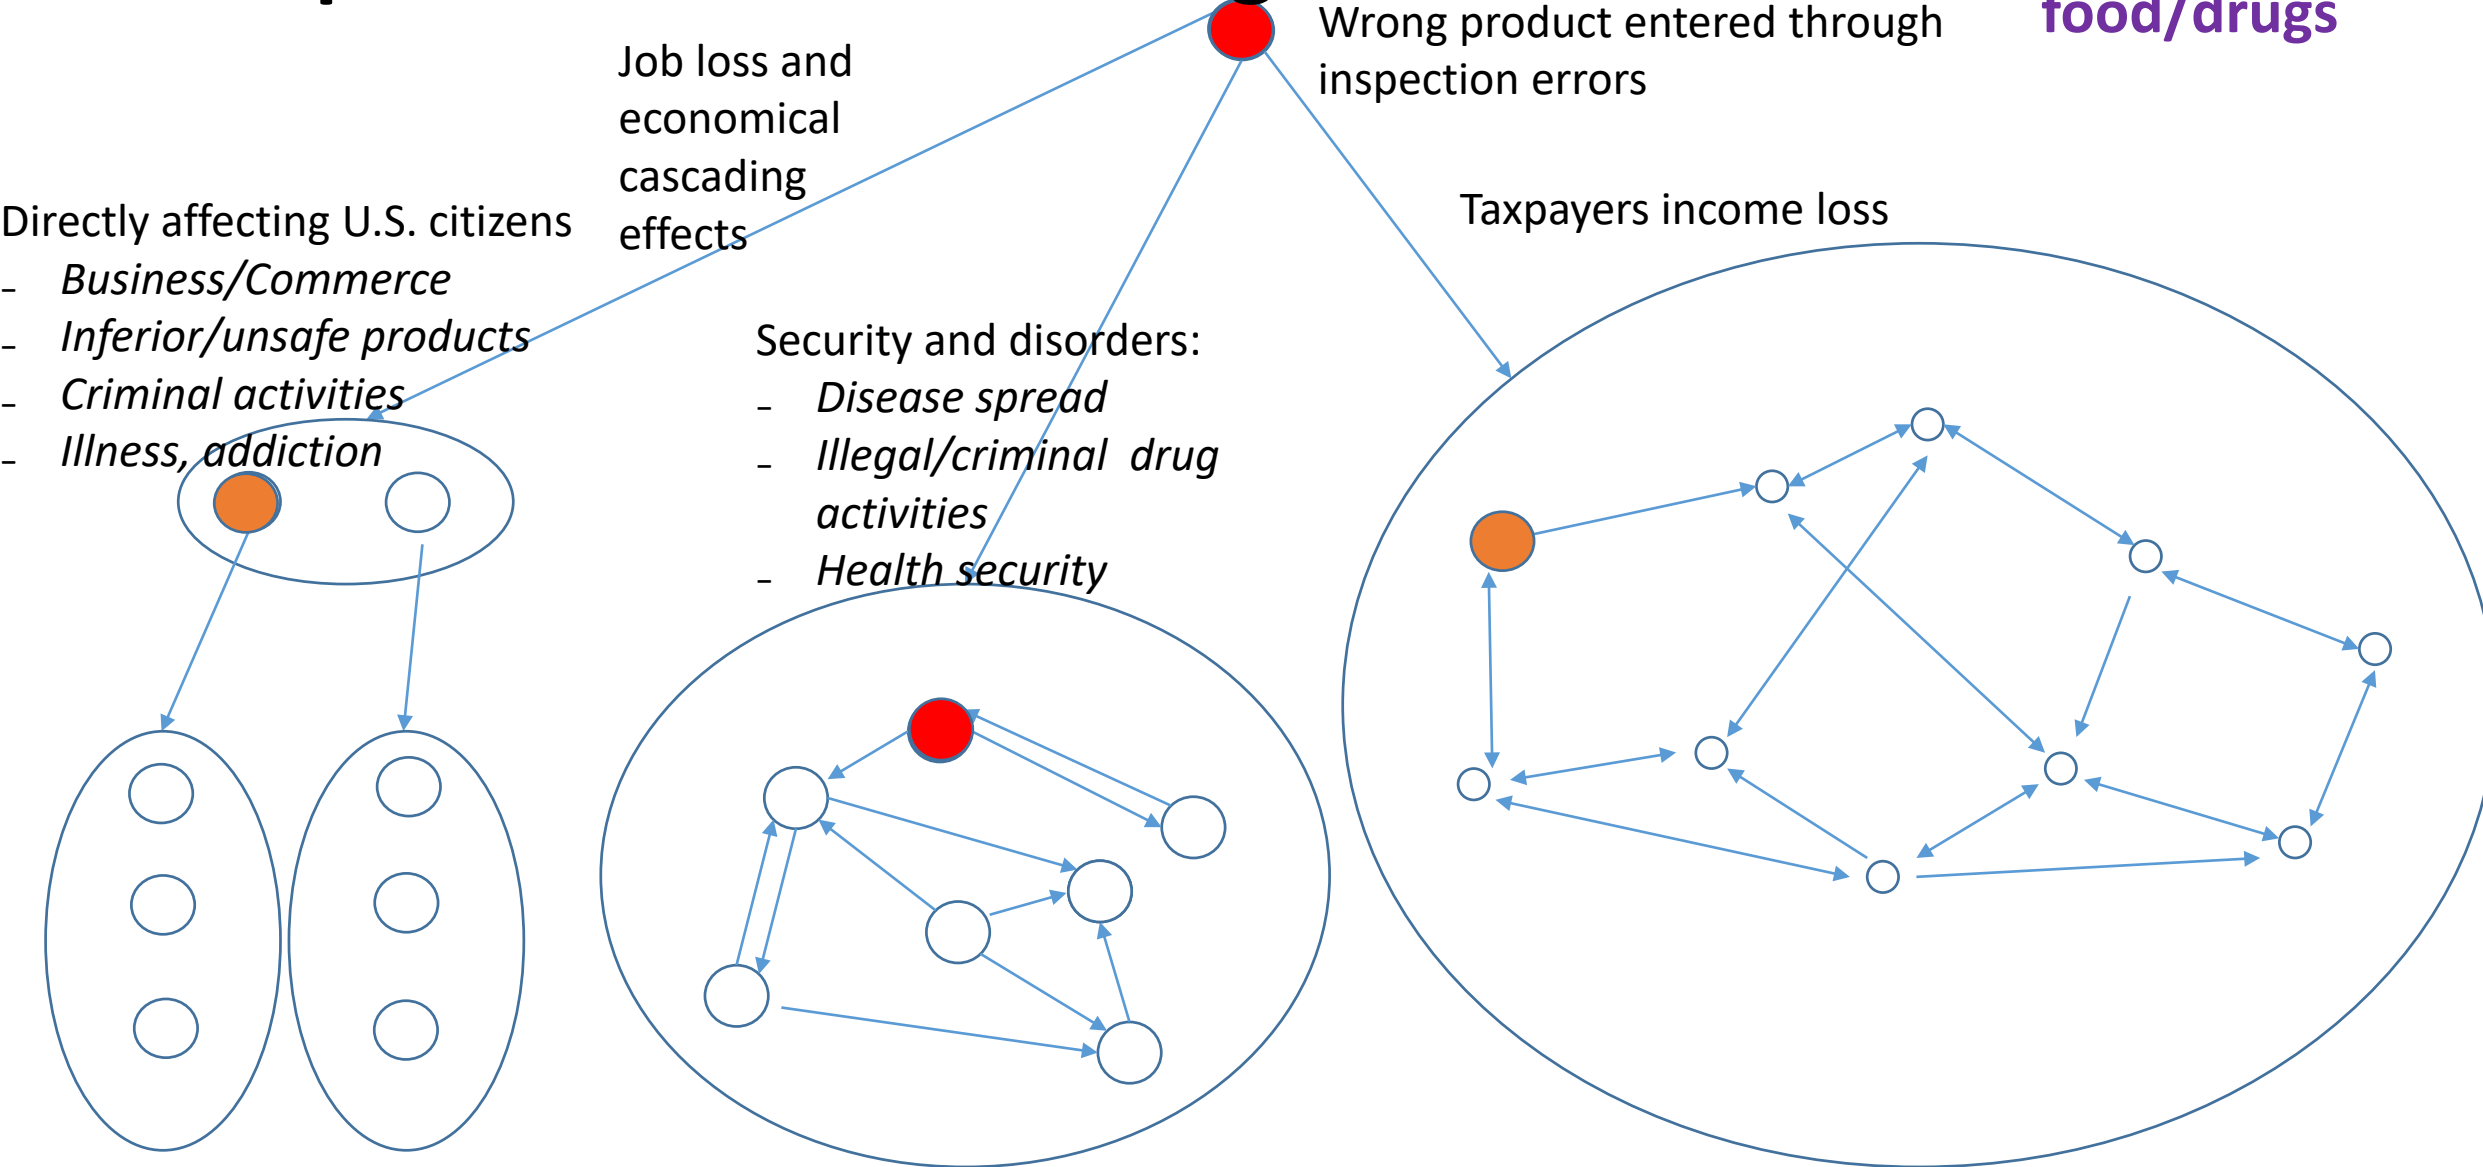 food/drugs
Wrong product entered through
inspection errors
Job loss and
economical
cascading
effects
Taxpayers income loss
Directly affecting U.S. citizens
- Business/Commerce
- Inferior/unsafe products
- Criminal activities
- Illness, addiction
Security and disorders:
- Disease spread
- Illegal/criminal drug
activities
- Health security